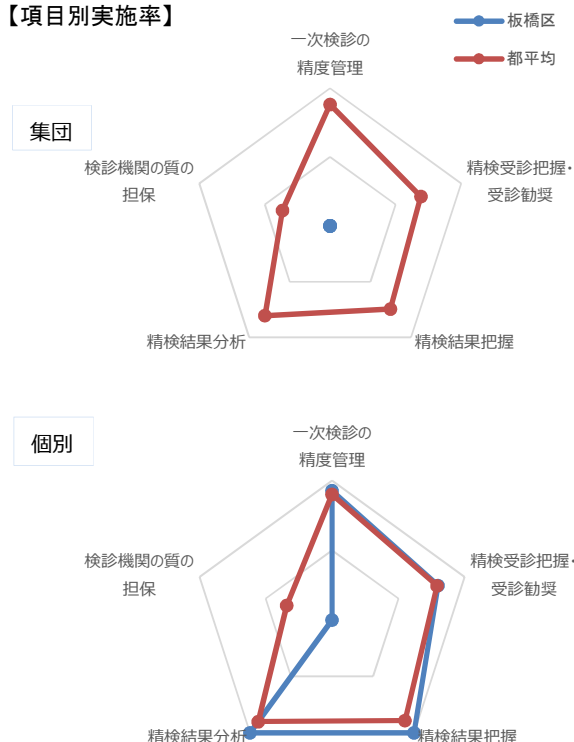 【項目別実施率】
板橋区
都平均
集団
一次検診の
精度管理
検診機関の質の
担保
精検受診把握・
受診勧奨
精検結果分析
精検結果把握
個別
一次検診の
精度管理
検診機関の質の
担保
精検受診把握・
受診勧奨
精検結果分析
精検結果把握